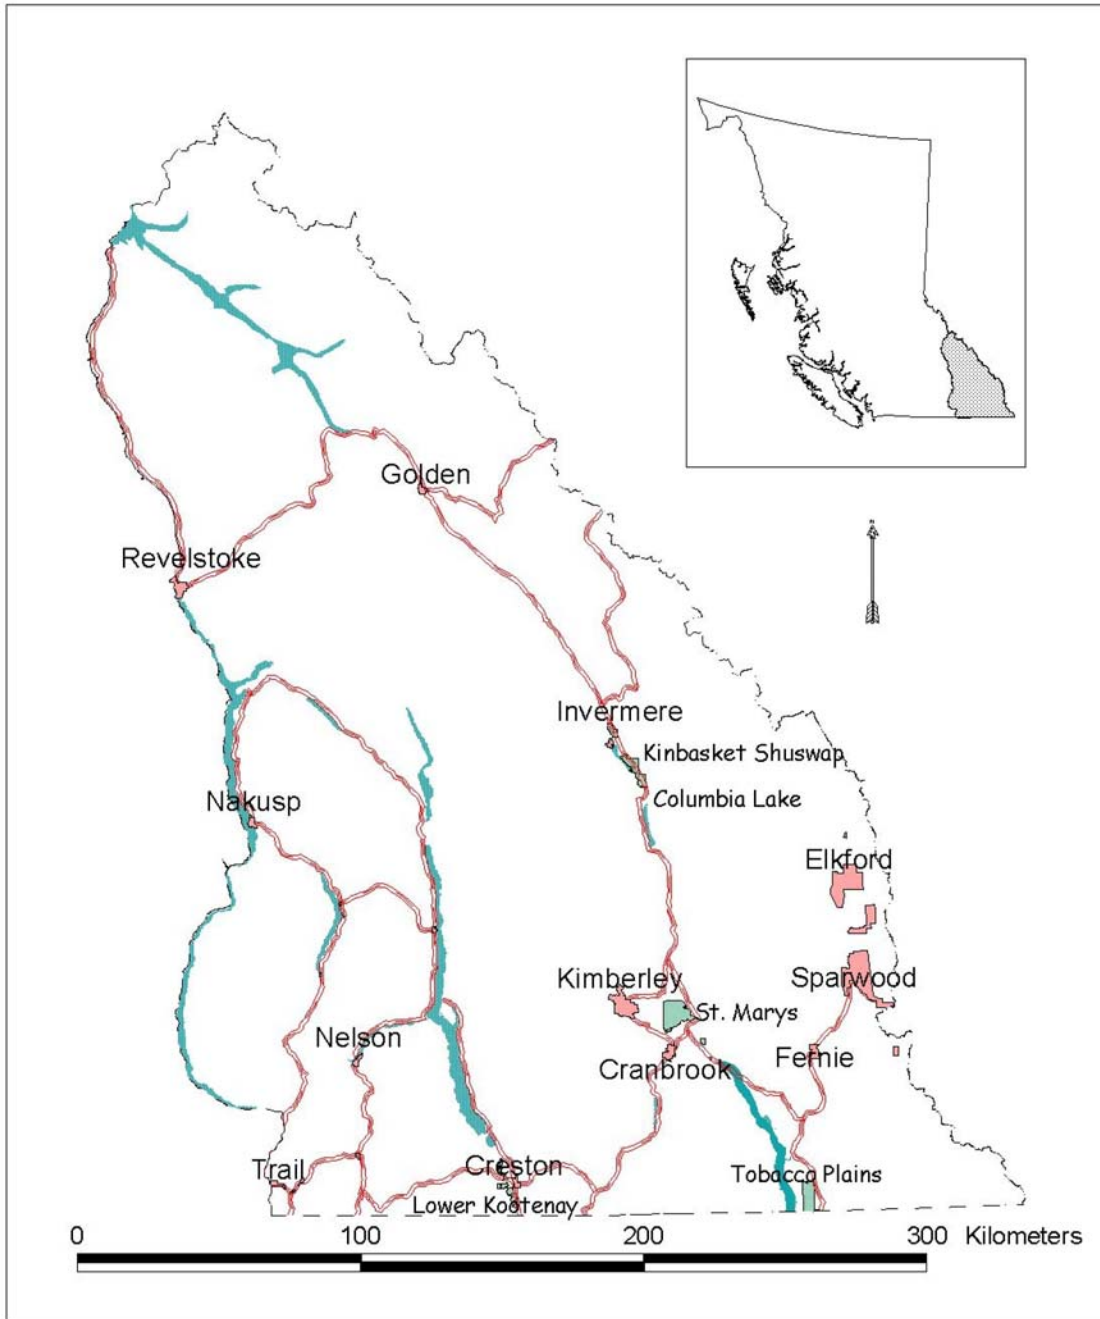 Golden
Revelstoke
Invermere
Kinbasket Shuswap
Columbia Lake
Nakusp
Elkford
Kimberley
Sparwood
St. Marys
Nelson
Cranbrook
Fernie
Trail
Creston
Tobacco Plains
Lower Kootenay
0 100 200 300 Kilometers